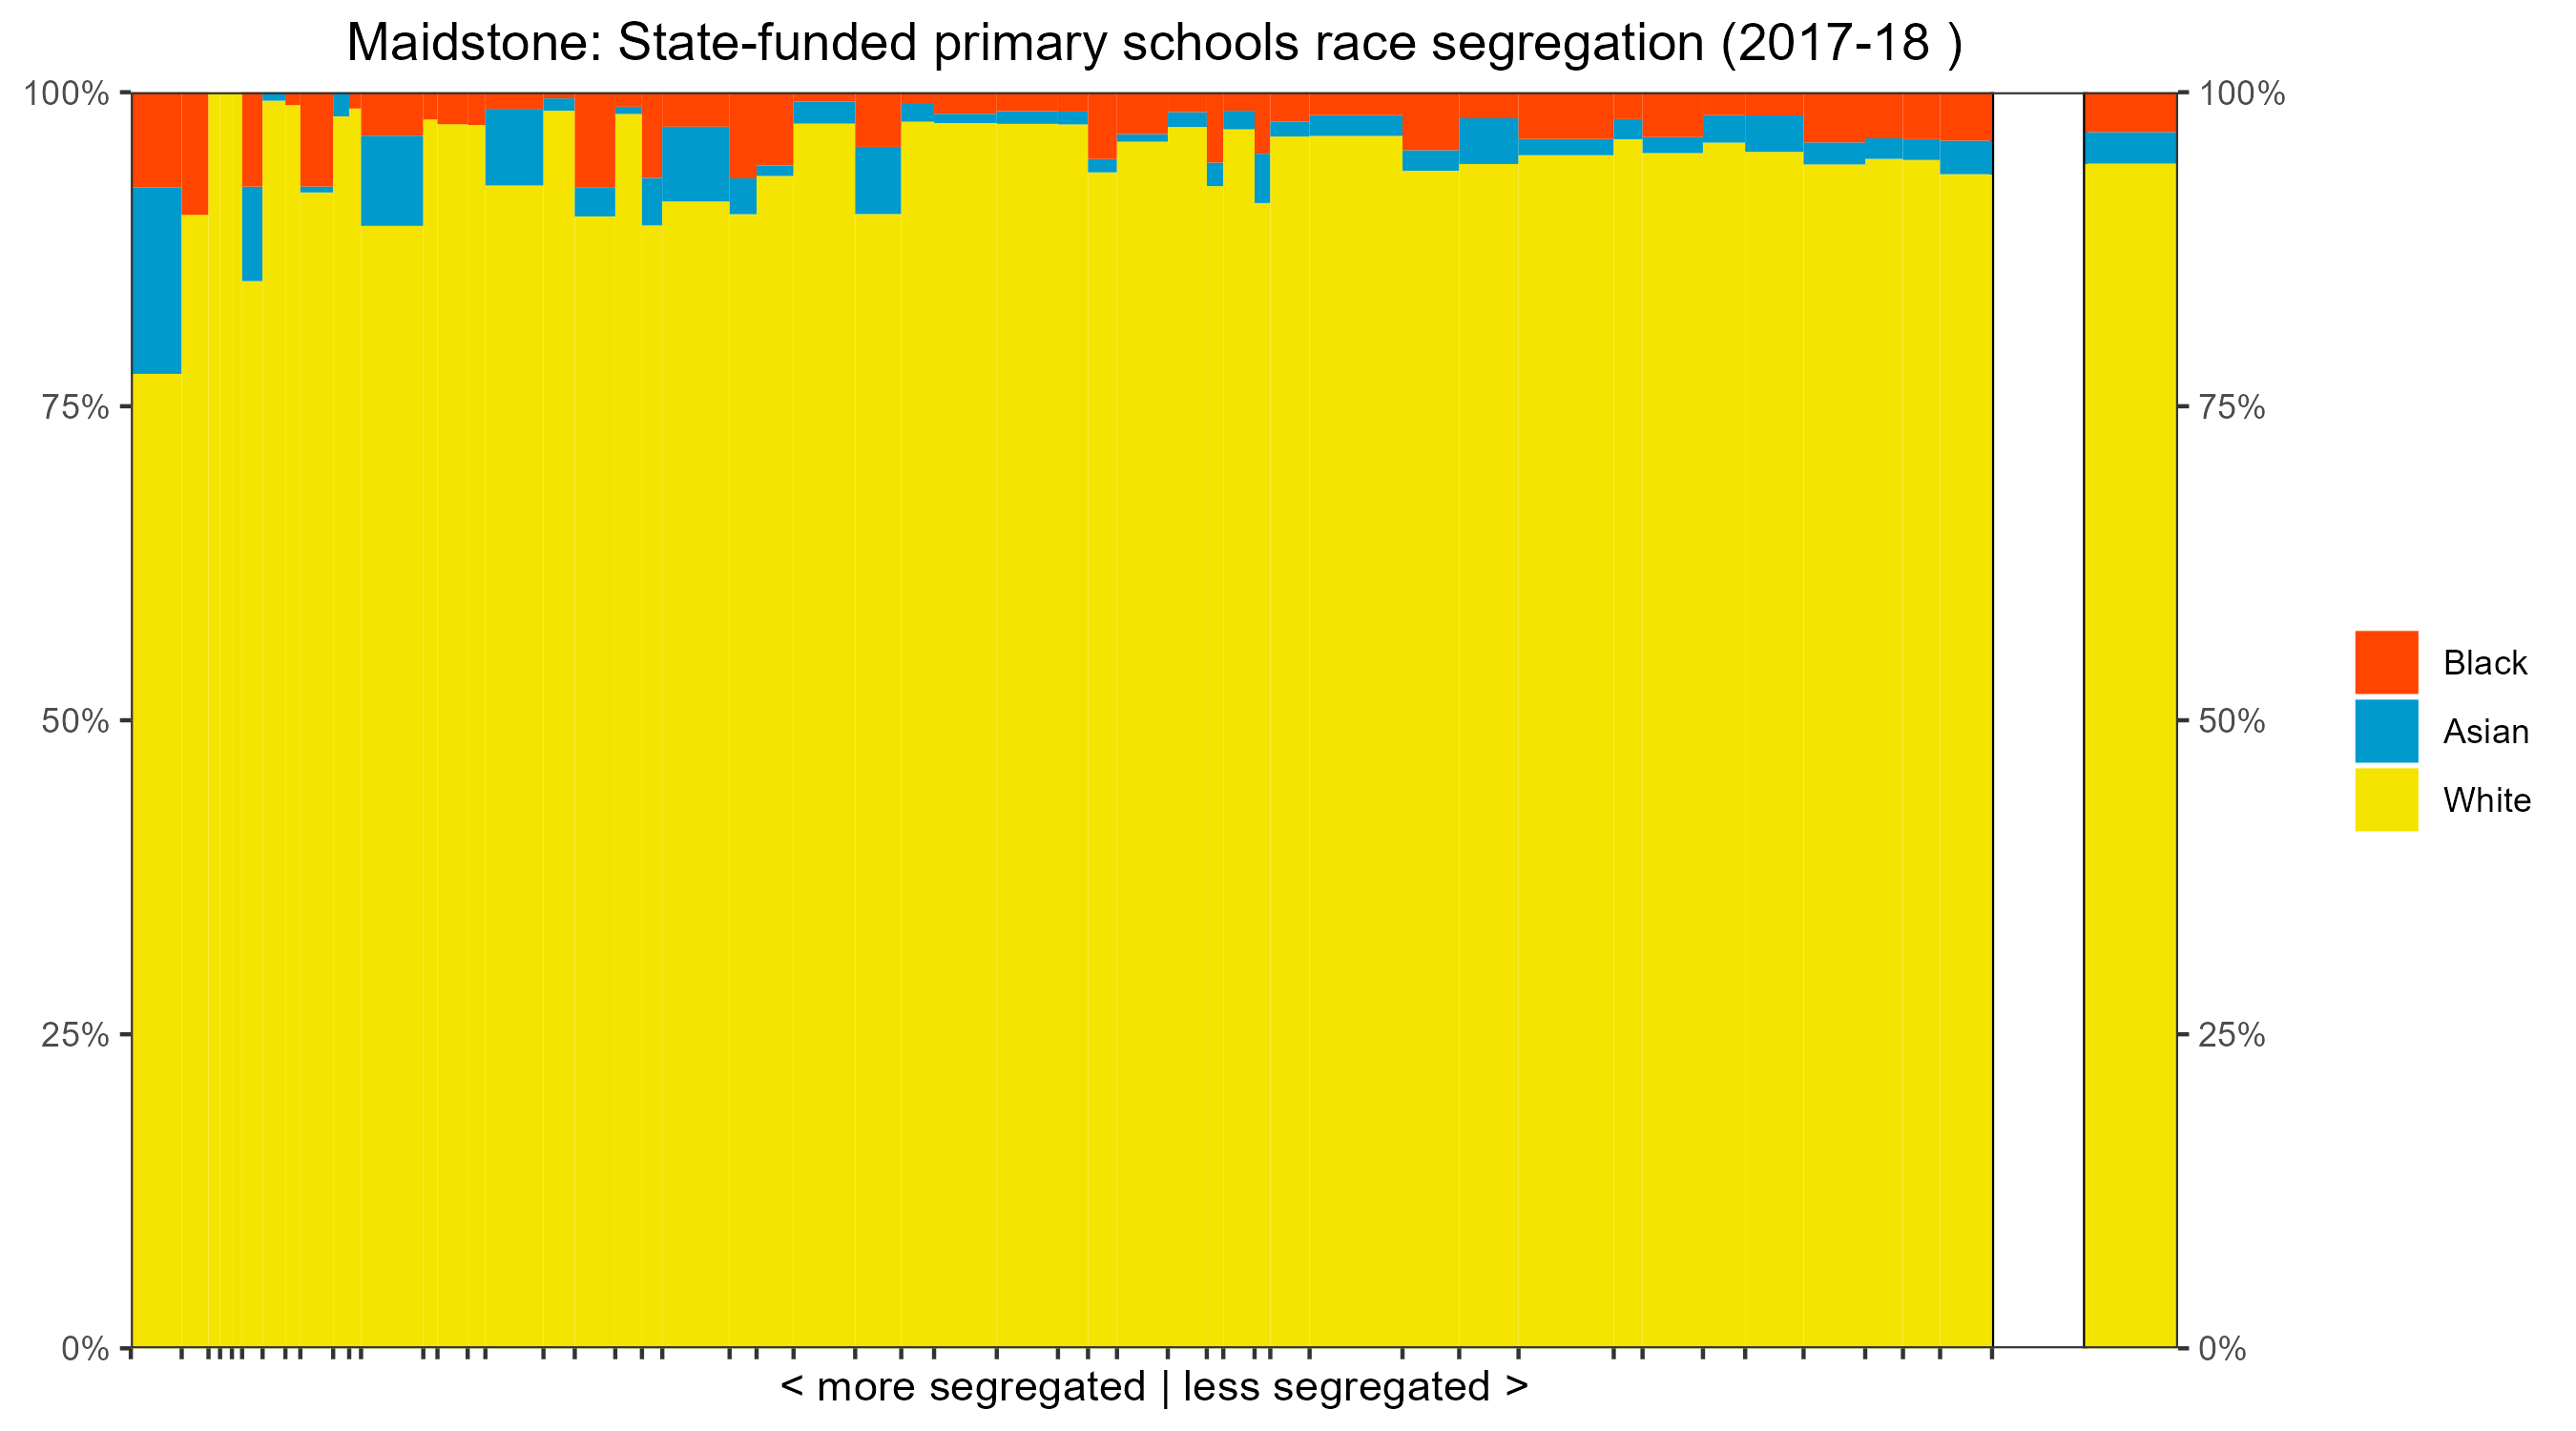 Maidstone: State-funded primary schools race segregation (2017-18 )
100%
75%
50%
25%
0%
100%
75%
50%
25%
0%
Black
Asian
White
< more segregated | less segregated >